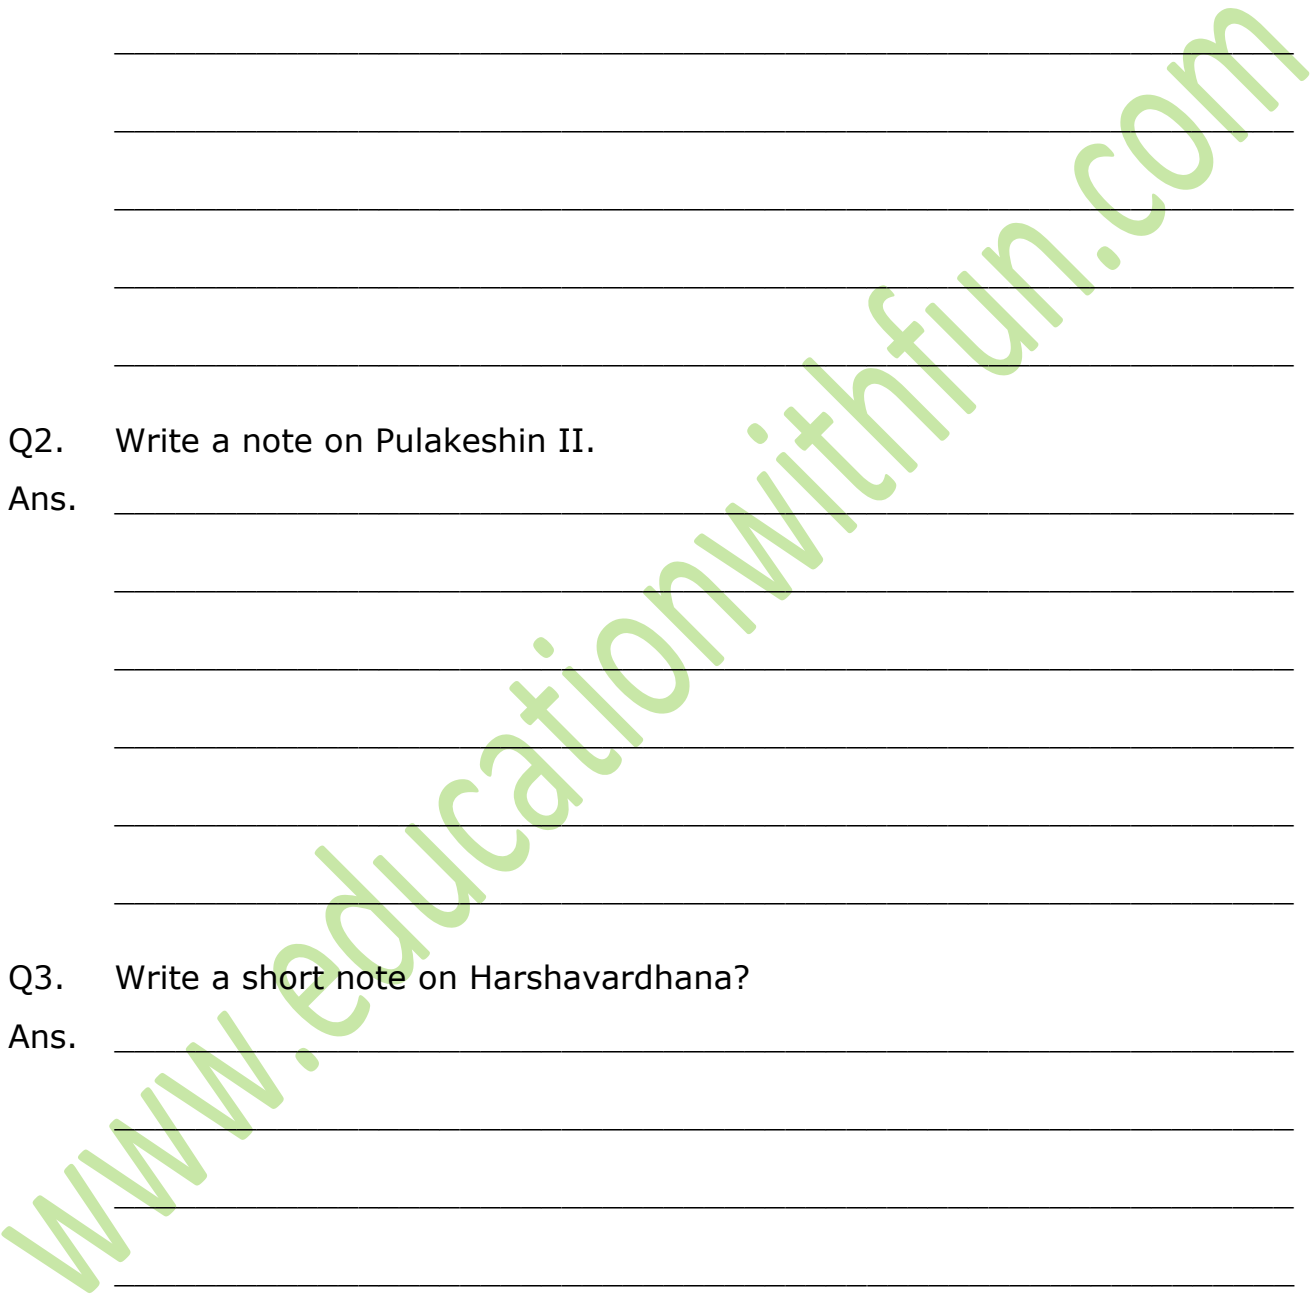 Q2. Write a note on Pulakeshin II.
Ans.
Q3. Write a short note on Harshavardhana?
Ans.
www.educationwithfun.com